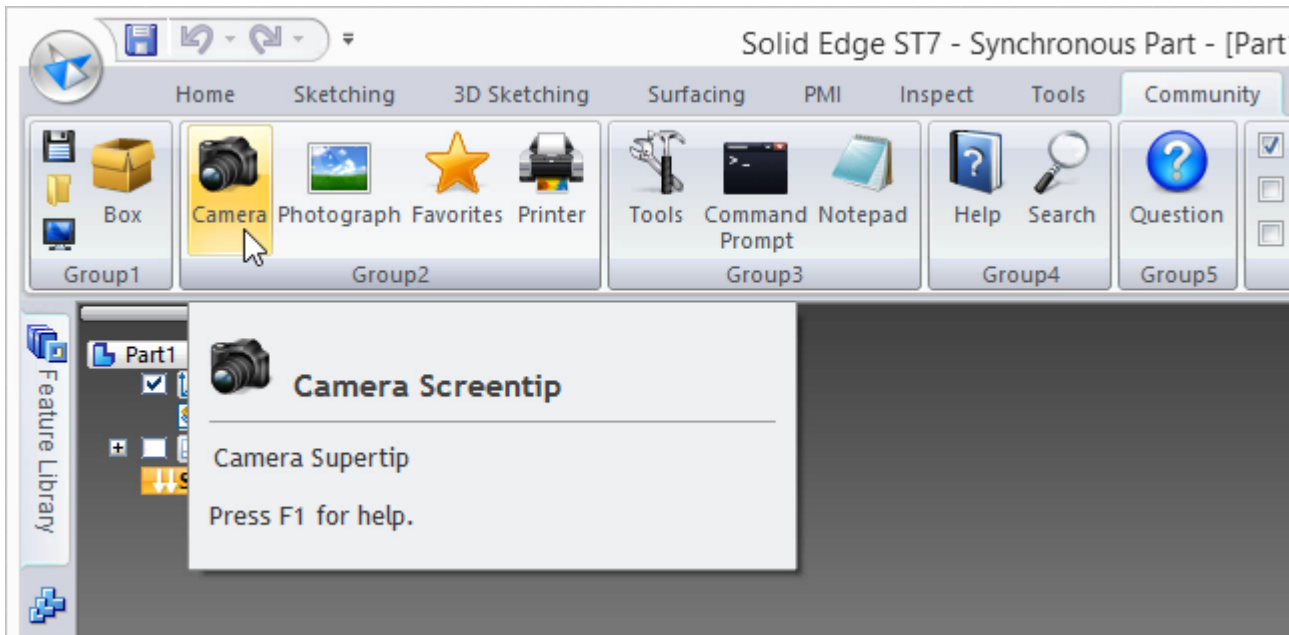 Solid Edge ST7 - Synchronous Part - [Part
Home Sketching 3D Sketching Surfacing PMI Inspect Tools Community
Box Camera Photograph Favorites Printer Tools Command Prompt Notepad Help Search Question
Group1 Group2 Group3 Group4 Group5
Feature Library
Part1
Camera Screentip
Camera Supertip
Press F1 for help.